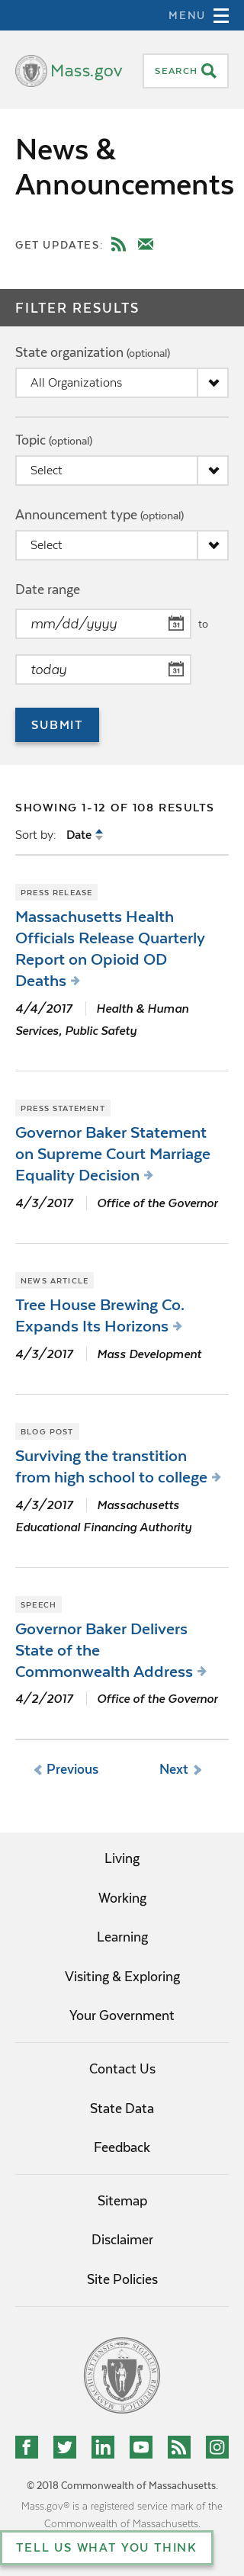 MENU
Mass.gov
SEARCH
News &
Announcements
GET UPDATES:
FILTER RESULTS
State organization (optional)
All Organizations
Topic (optional)
Select
Announcement type (optional)
Select
Date range
mm/dd/yyyy
to
today
SUBMIT
SHOWING 1-12 OF 108 RESULTS
Sort by: Date
PRESS RELEASE
Massachusetts Health
Officials Release Quarterly
Report on Opioid OD
Deaths
4/4/2017 Health & Human
Services, Public Safety
PRESS STATEMENT
Governor Baker Statement
on Supreme Court Marriage
Equality Decision
4/3/2017 Office of the Governor
NEWS ARTICLE
Tree House Brewing Co.
Expands Its Horizons
4/3/2017 Mass Development
BLOG POST
Surviving the transtition
from high school to college
4/3/2017 Massachusetts
Educational Financing Authority
SPEECH
Governor Baker Delivers
State of the
Commonwealth Address
4/2/2017 Office of the Governor
Previous Next
Living
Working
Learning
Visiting & Exploring
Your Government
Contact Us
State Data
Feedback
Sitemap
Disclaimer
Site Policies
© 2018 Commonwealth of Massachusetts.
Mass.gov® is a registered service mark of the
Commonwealth of Massachusetts.
TELL US WHAT YOU THINK